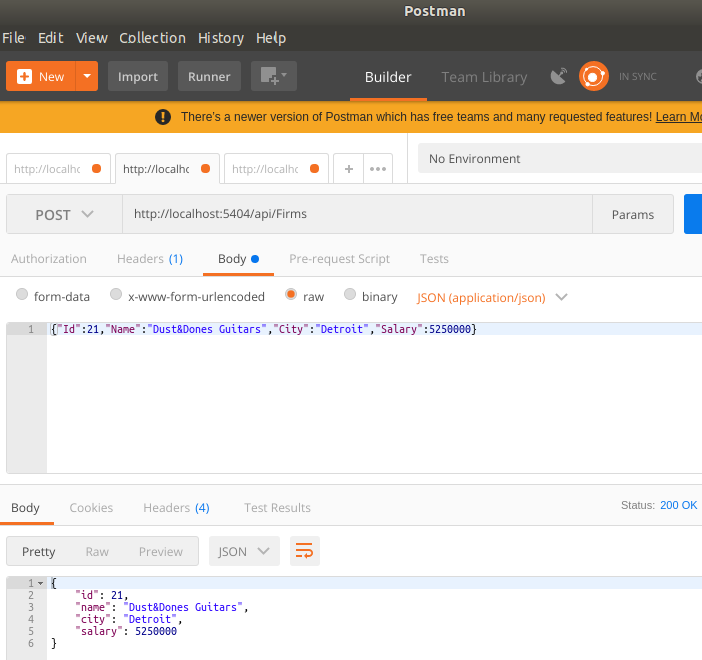 Postman
File Edit View Collection History Help
New Import Runner Builder Team Library IN SYNC
There's a newer version of Postman which has free teams and many requested features! Learn Mo
http://localhc http://localhc http://localhc + ••• No Environment
POST http://localhost:5404/api/Firms Params
Authorization Headers (1) Body Pre-request Script Tests
form-data x-www-form-urlencoded raw binary JSON (application/json)
1 {"Id":21,"Name":"Dust&Dones Guitars","City":"Detroit","Salary":5250000}
Body Cookies Headers (4) Test Results Status: 200 OK
Pretty Raw Preview JSON
1 {
2 "id": 21,
3 "name": "Dust&Dones Guitars",
4 "city": "Detroit",
5 "salary": 5250000
6 }